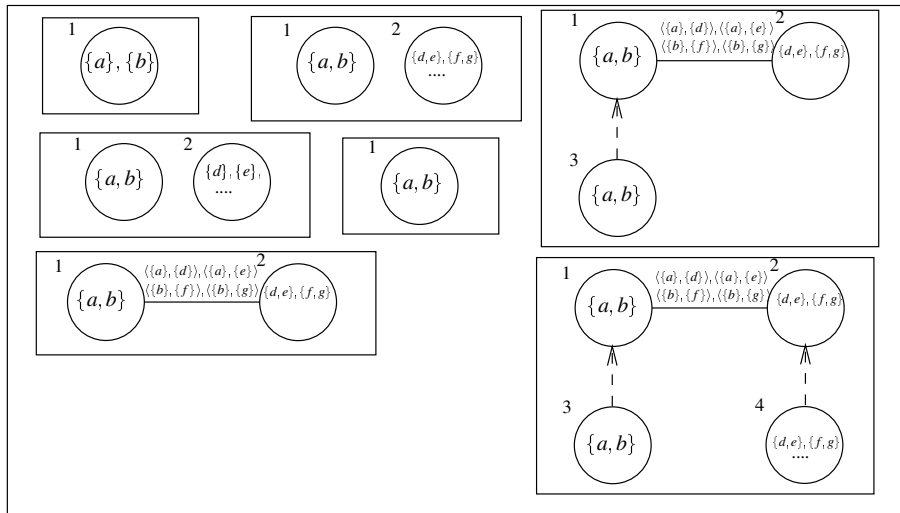 1
{a}, {b}
1
{a, b}
2
{d, e}, {f, g}
....
1
{a, b}
⟨{a}, {d}⟩, ⟨{a}, {e}⟩
⟨{b}, {f}⟩, ⟨{b}, {g}⟩
2
{d, e}, {f, g}
3
{a, b}
1
{a, b}
2
{d}, {e},
....
1
{a, b}
1
{a, b}
⟨{a}, {d}⟩, ⟨{a}, {e}⟩
⟨{b}, {f}⟩, ⟨{b}, {g}⟩
2
{d, e}, {f, g}
1
{a, b}
⟨{a}, {d}⟩, ⟨{a}, {e}⟩
⟨{b}, {f}⟩, ⟨{b}, {g}⟩
2
{d, e}, {f, g}
3
{a, b}
4
{d, e}, {f, g}
....